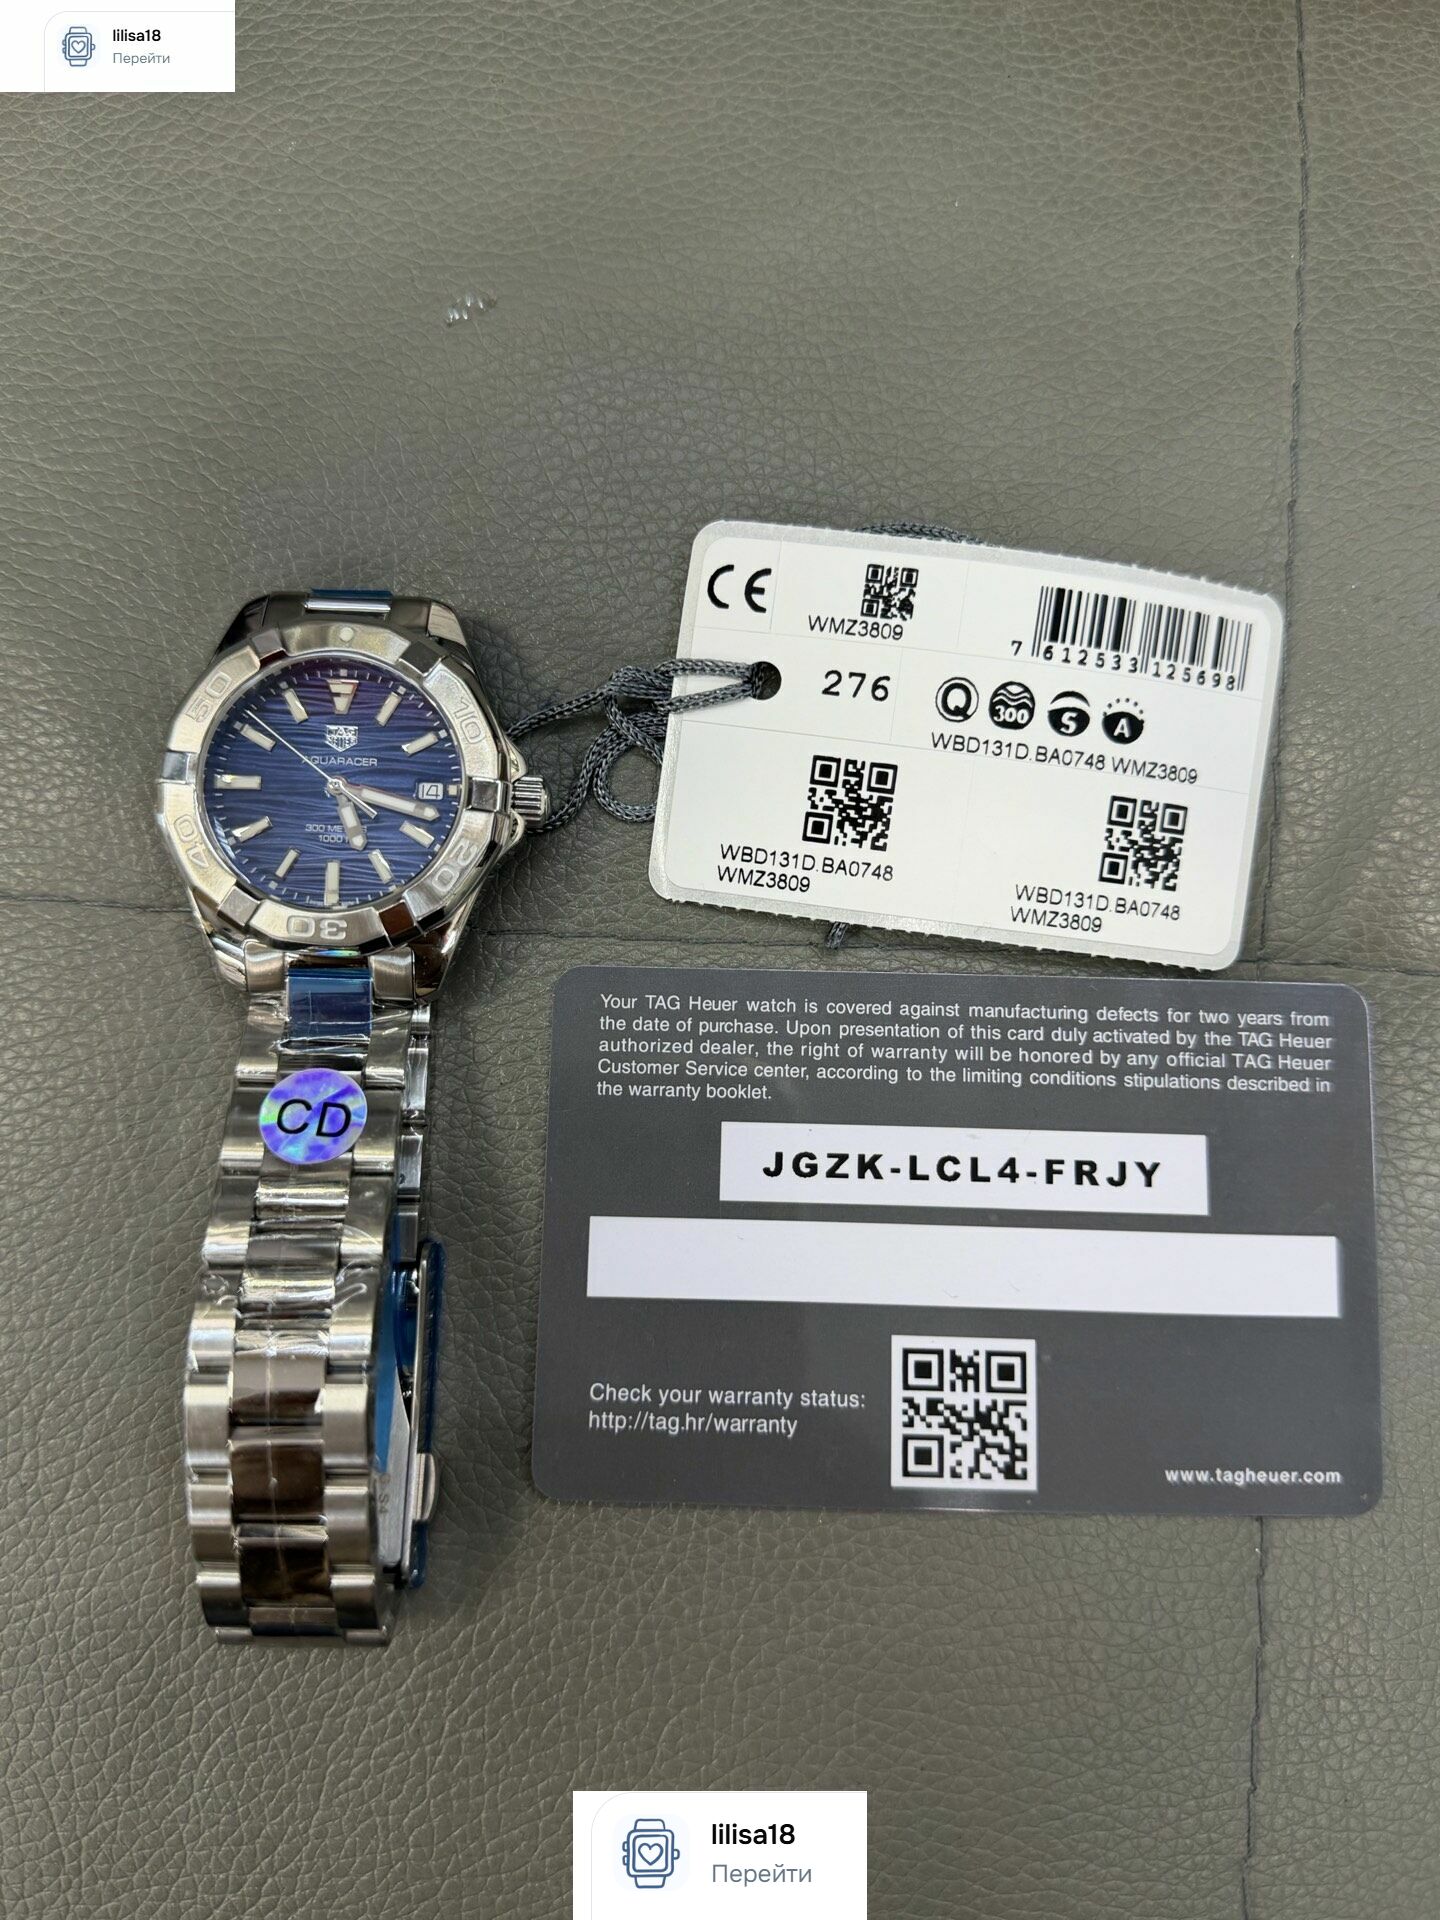 lilisa18
Перейти
CE
WMZ3809
7 612533 125698
276
Q
300
S
A
WBD131D.BA0748 WMZ3809
WBD131D.BA0748
WMZ3809
WBD131D.BA0748
WMZ3809
50
10
TAG
HEUER
AQUARACER
14
300 METERS
40
20
30
CD
Your TAG Heuer watch is covered against manufacturing defects for two years from
the date of purchase. Upon presentation of this card duly activated by the TAG Heuer
authorized dealer, the right of warranty will be honored by any official TAG Heuer
Customer Service center, according to the limiting conditions stipulations described in
the warranty booklet.
JGZK-LCL4-FRJY
Check your warranty status:
http://tag.hr/warranty
www.tagheuer.com
lilisa18
Перейти